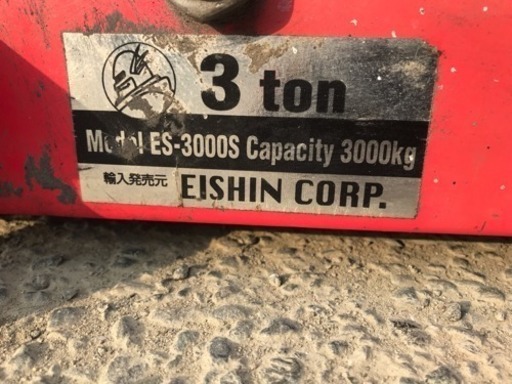 3 ton
Model ES-3000S Capacity 3000kg
輸入発売元 EISHIN CORP.